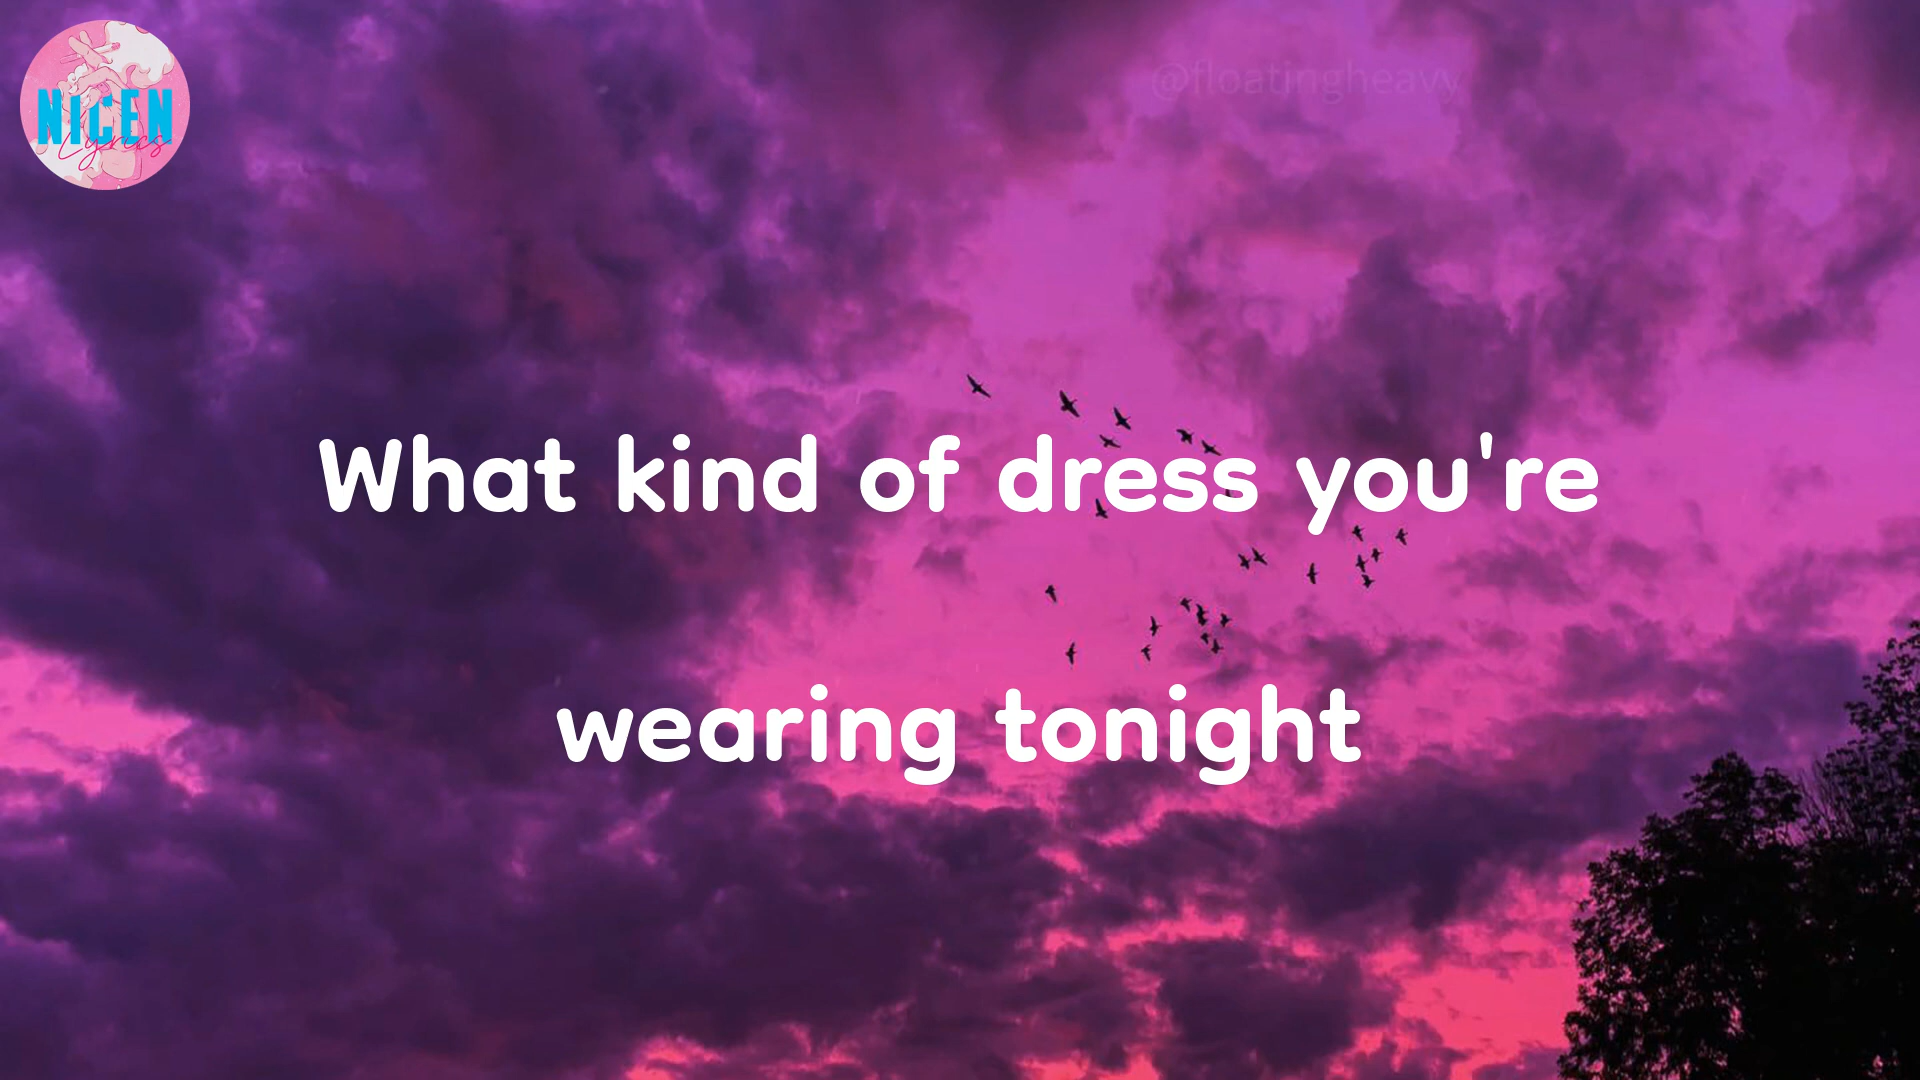 NICEN
Lyrics
@floatingheavy
What kind of dress you're
wearing tonight